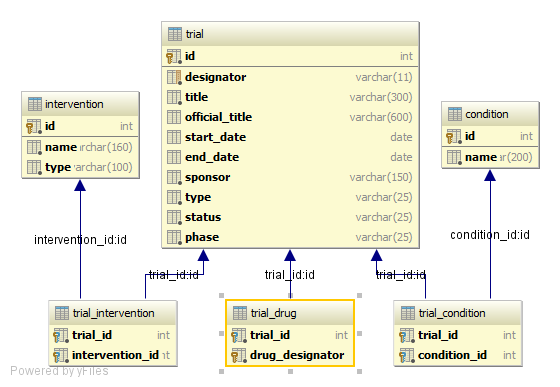 trial
id int
designator varchar(11)
title varchar(300)
official_title varchar(600)
start_date date
end_date date
sponsor varchar(150)
type varchar(25)
status varchar(25)
phase varchar(25)
intervention
id int
name archar(160)
type varchar(100)
condition
id int
name ar(200)
intervention_id:id
condition_id:id
trial_id:id
trial_id:id
trial_id:id
trial_intervention
trial_id int
intervention_id int
trial_drug
trial_id int
drug_designator
trial_condition
trial_id int
condition_id int
Powered by yFiles